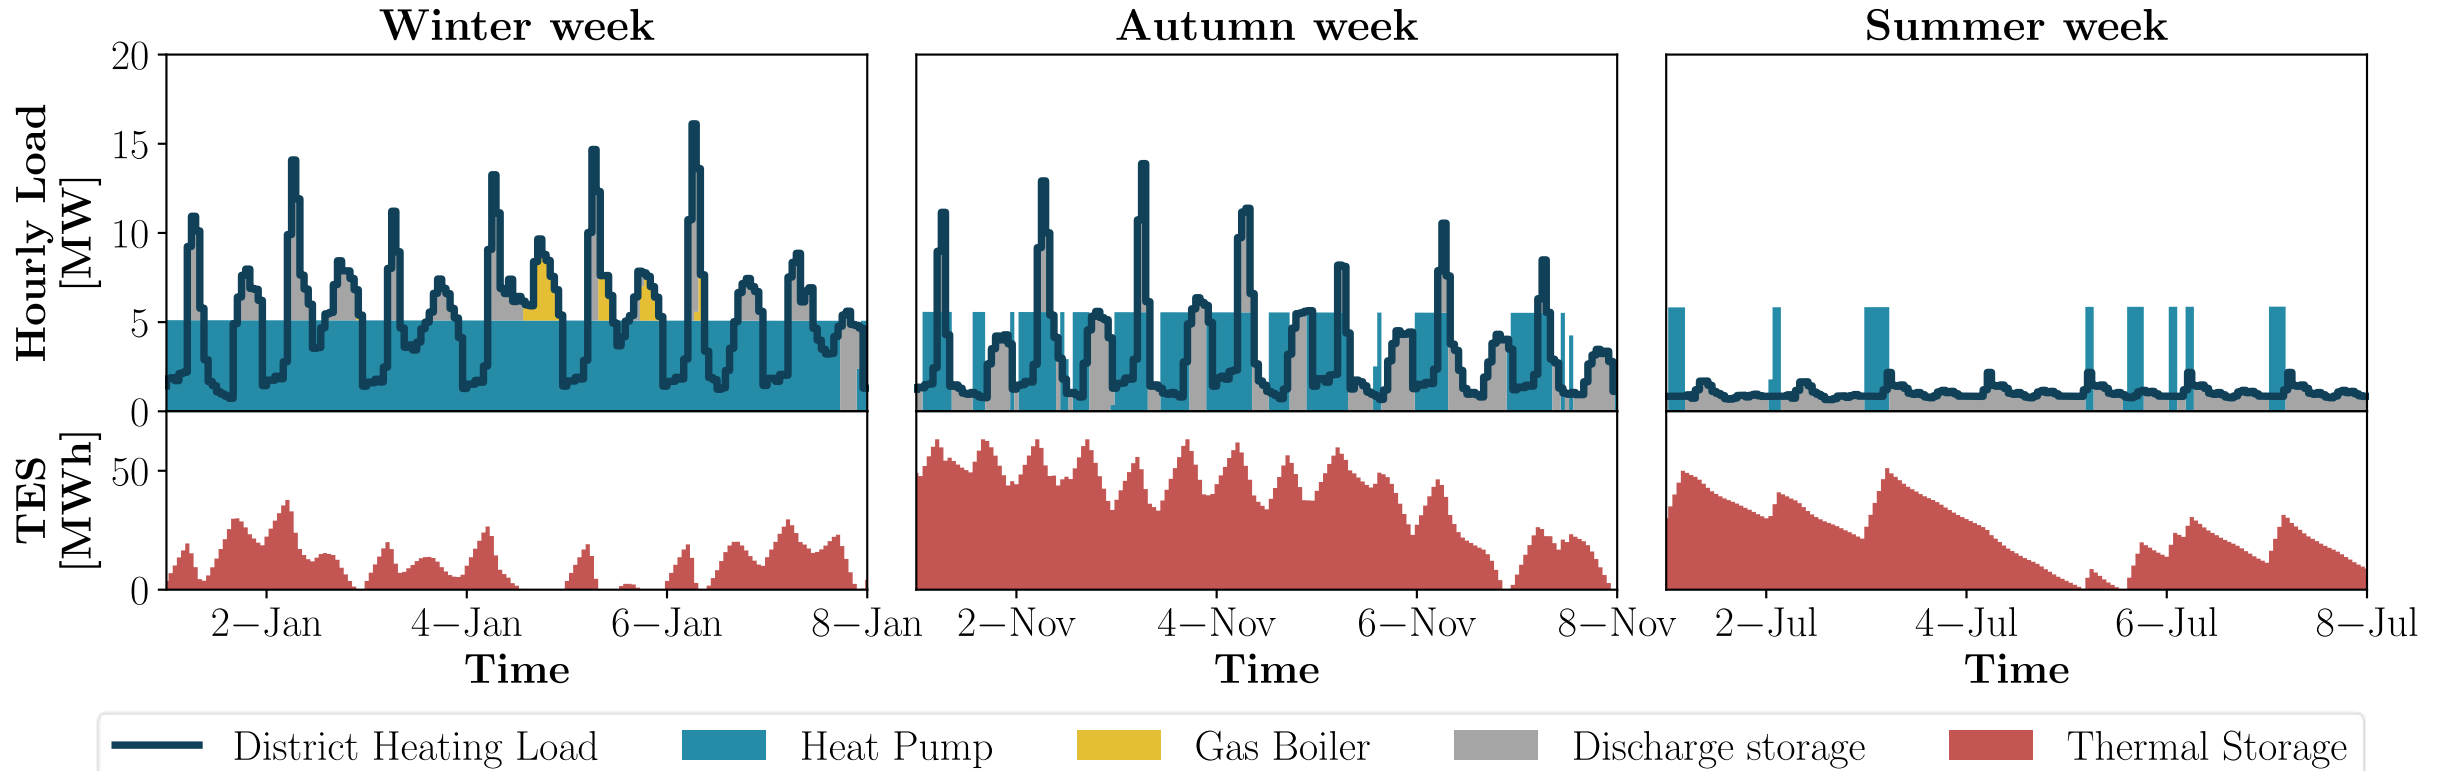 Winter week
Autumn week
Summer week
Hourly Load
[MW]
20
15
10
5
0
TES
[MWh]
50
0
2−Jan 4−Jan 6−Jan 8−Jan
2−Nov 4−Nov 6−Nov 8−Nov
2−Jul 4−Jul 6−Jul 8−Jul
Time
Time
Time
District Heating Load
Heat Pump
Gas Boiler
Discharge storage
Thermal Storage